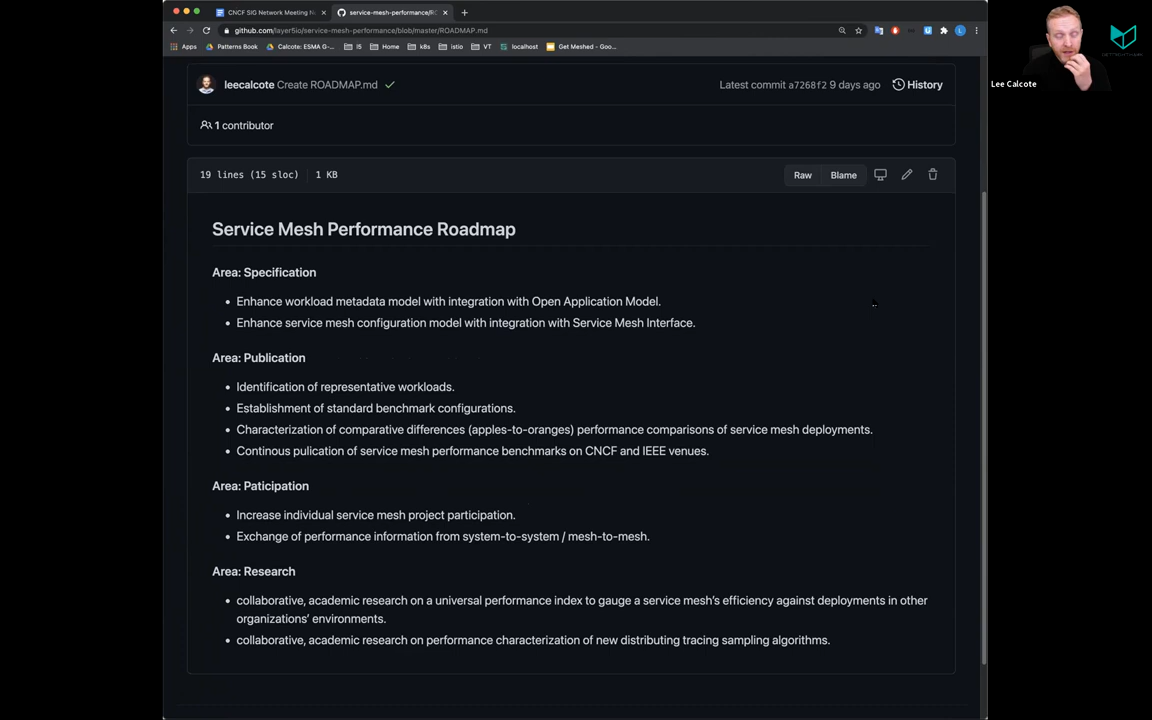 CNCF SIG Network Meeting N
service-mesh-performance/RO
github.com/layer5io/service-mesh-performance/blob/master/ROADMAP.md
Apps Patterns Book Calcote: ESMA G-... l5 Home k8s istio VT localhost Get Meshed - Goo...
Lee Calcote
leecalcote Create ROADMAP.md Latest commit a7268f2 9 days ago History
1 contributor
19 lines (15 sloc) 1 KB Raw Blame
Service Mesh Performance Roadmap
Area: Specification
Enhance workload metadata model with integration with Open Application Model.
Enhance service mesh configuration model with integration with Service Mesh Interface.
Area: Publication
Identification of representative workloads.
Establishment of standard benchmark configurations.
Characterization of comparative differences (apples-to-oranges) performance comparisons of service mesh deployments.
Continous pulication of service mesh performance benchmarks on CNCF and IEEE venues.
Area: Paticipation
Increase individual service mesh project participation.
Exchange of performance information from system-to-system / mesh-to-mesh.
Area: Research
collaborative, academic research on a universal performance index to gauge a service mesh's efficiency against deployments in other
organizations' environments.
collaborative, academic research on performance characterization of new distributing tracing sampling algorithms.